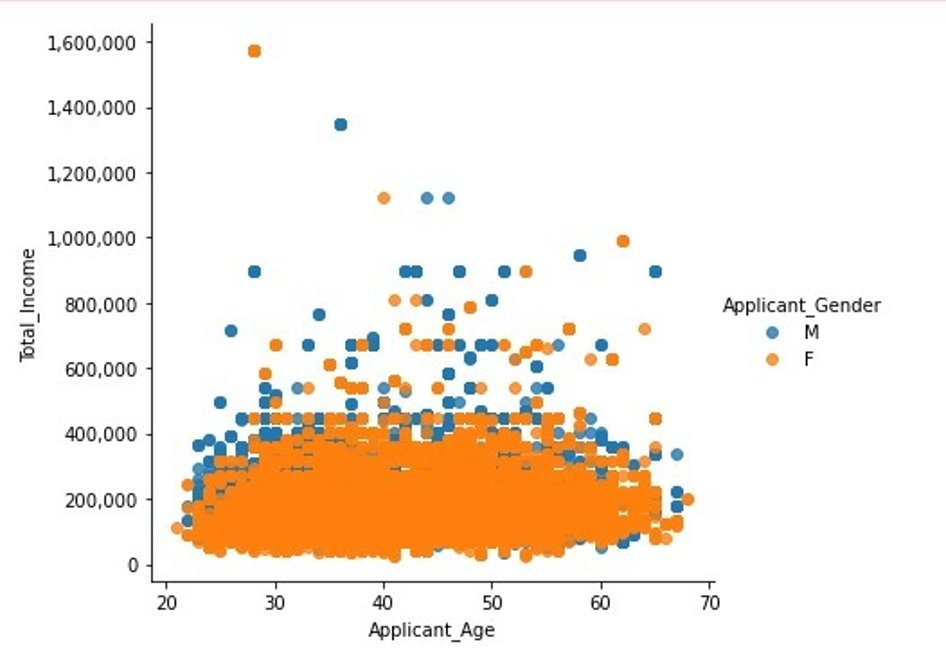 1,600,000
1,400,000
1,200,000
1,000,000
800,000
600,000
400,000
200,000
0
Total_Income
20 30 40 50 60 70
Applicant_Age
Applicant_Gender
M
F